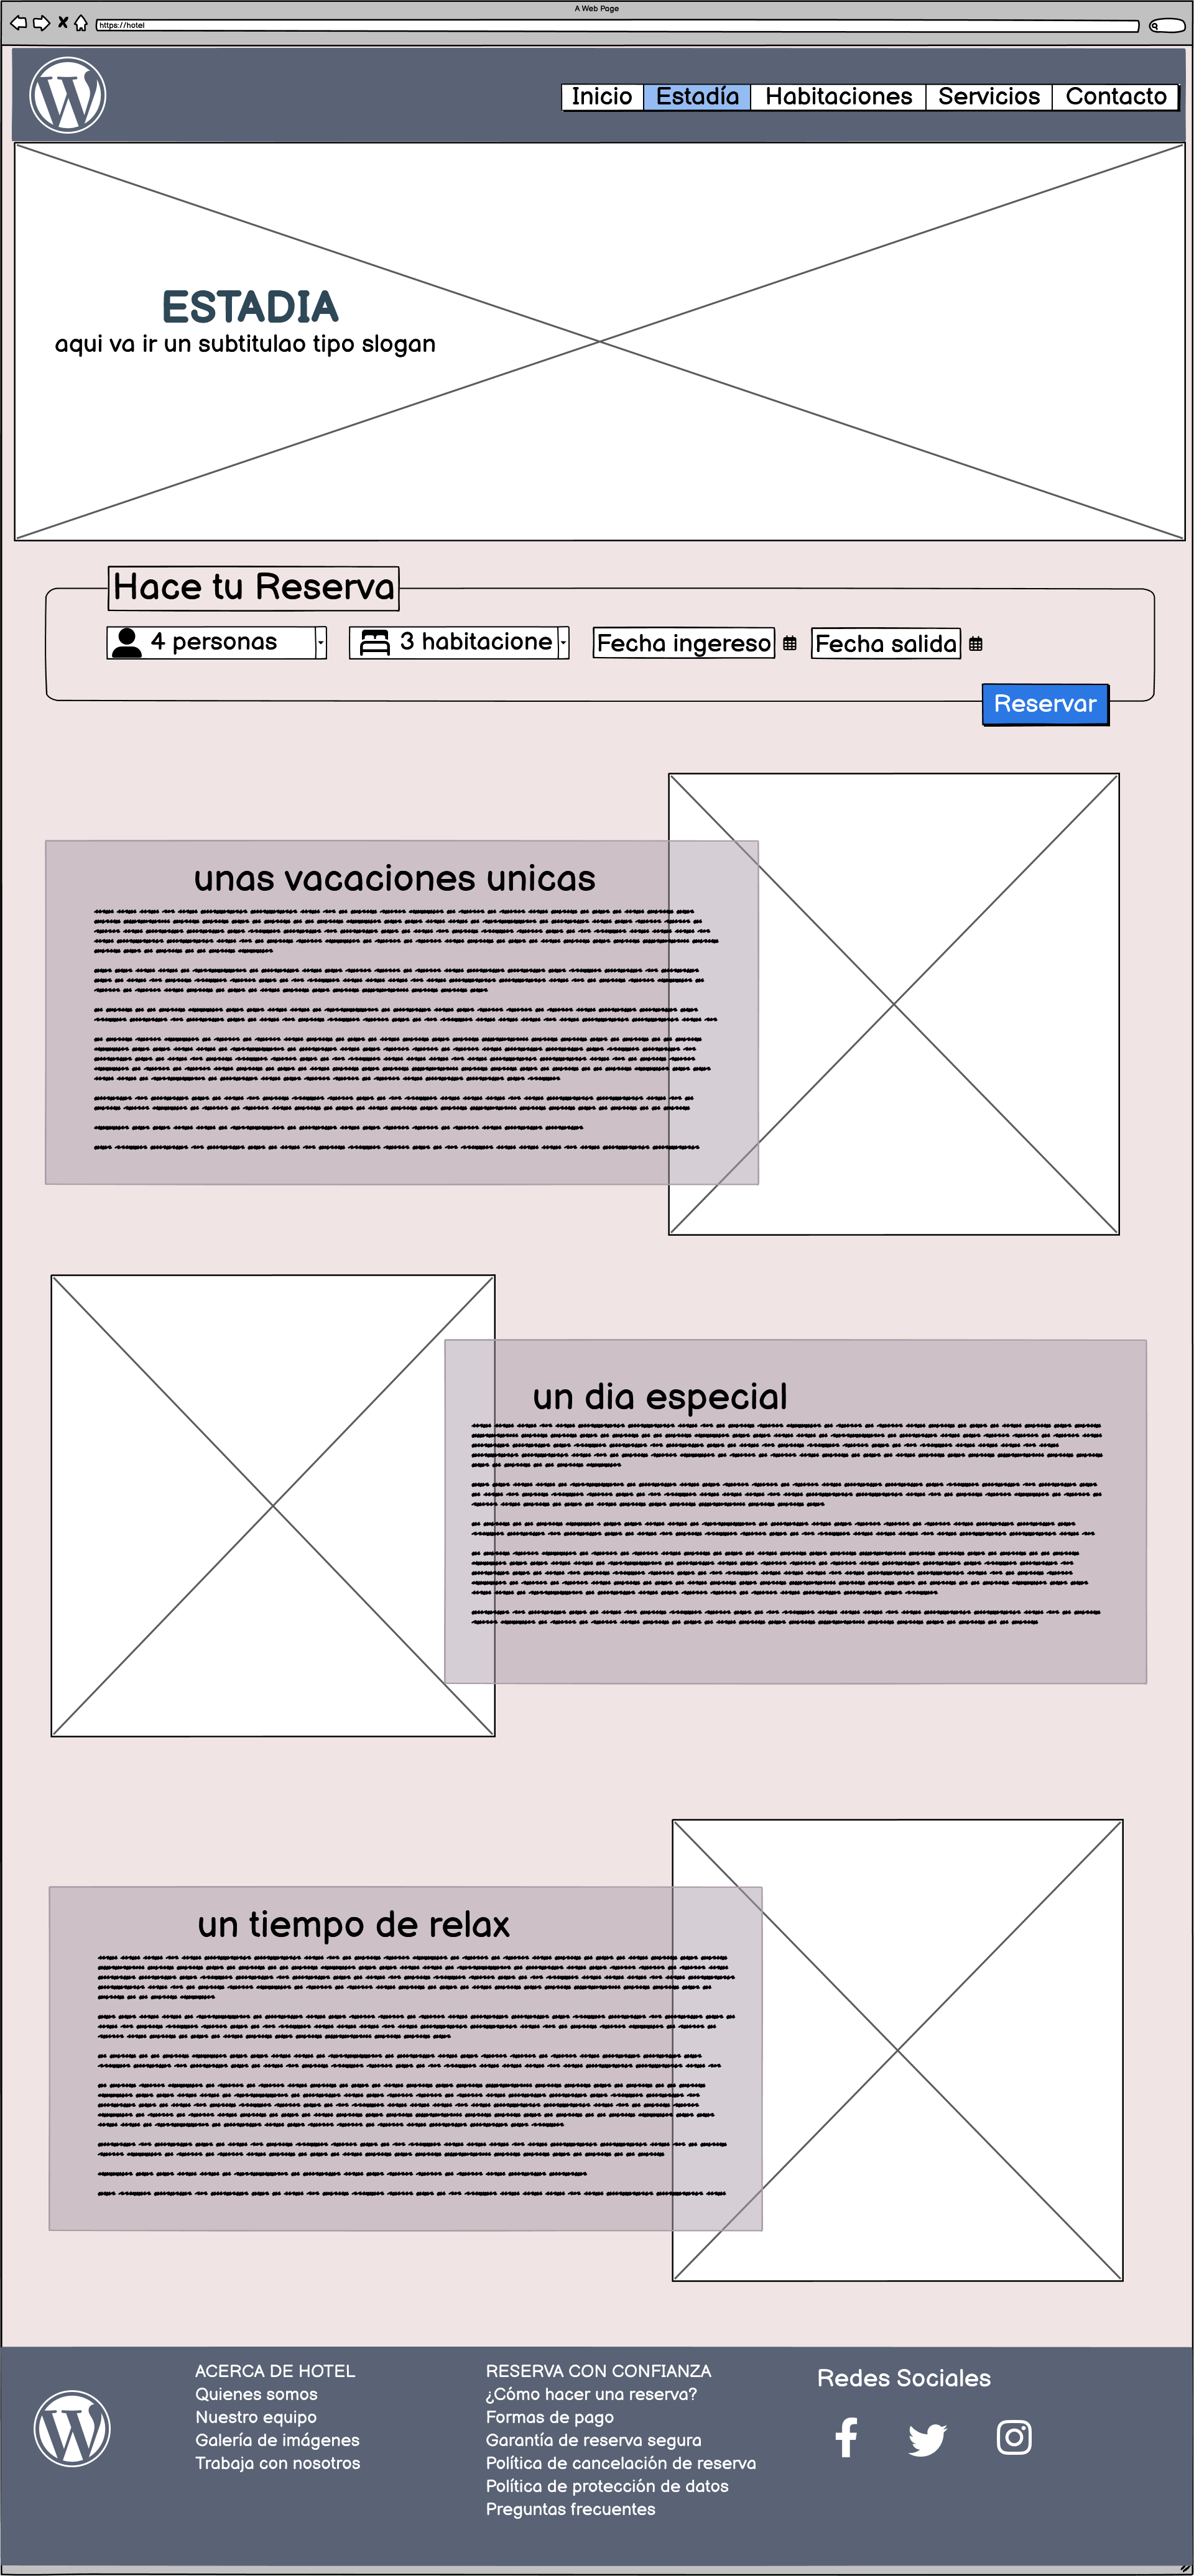 A Web Page
https://hotel
Inicio Estadía Habitaciones Servicios Contacto
ESTADIA
aqui va ir un subtitulao tipo slogan
Hace tu Reserva
4 personas 3 habitacione Fecha ingereso Fecha salida
Reservar
unas vacaciones unicas
un dia especial
un tiempo de relax
ACERCA DE HOTEL
Quienes somos
Nuestro equipo
Galería de imágenes
Trabaja con nosotros
RESERVA CON CONFIANZA
¿Cómo hacer una reserva?
Formas de pago
Garantía de reserva segura
Política de cancelación de reserva
Política de protección de datos
Preguntas frecuentes
Redes Sociales